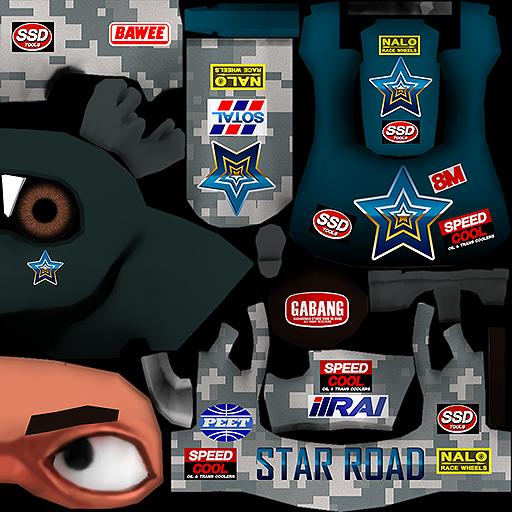 SSD
TOOLS
BAWEE
NALO
RACE WHEELS
SOTAL
NALO
RACE WHEELS
SSD
TOOLS
8M
SSD
TOOLS
SPEED
COOL
OIL & TRANS COOLERS
GABANG
SPEED
COOL
OIL & TRANS COOLERS
iIRAI
PEET
SSD
TOOLS
SPEED
COOL
OIL & TRANS COOLERS
STAR ROAD
NALO
RACE WHEELS